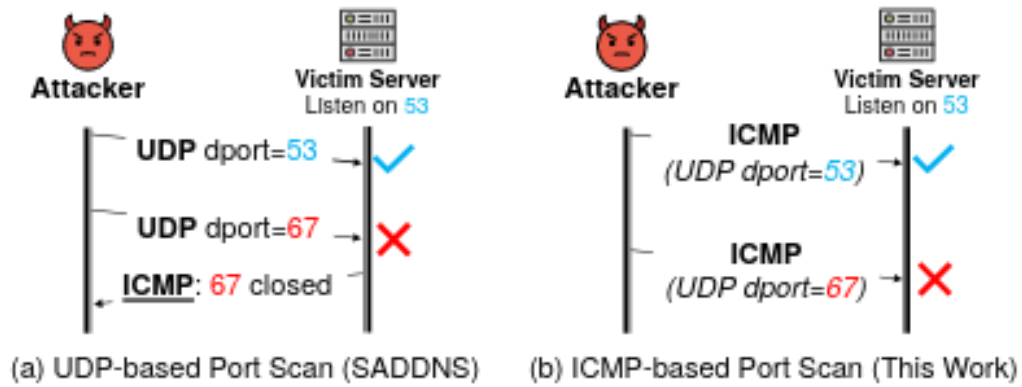 Attacker
Victim Server
Listen on 53
UDP dport=53
UDP dport=67
ICMP: 67 closed
(a) UDP-based Port Scan (SADDNS)
Attacker
Victim Server
Listen on 53
ICMP
(UDP dport=53)
ICMP
(UDP dport=67)
(b) ICMP-based Port Scan (This Work)